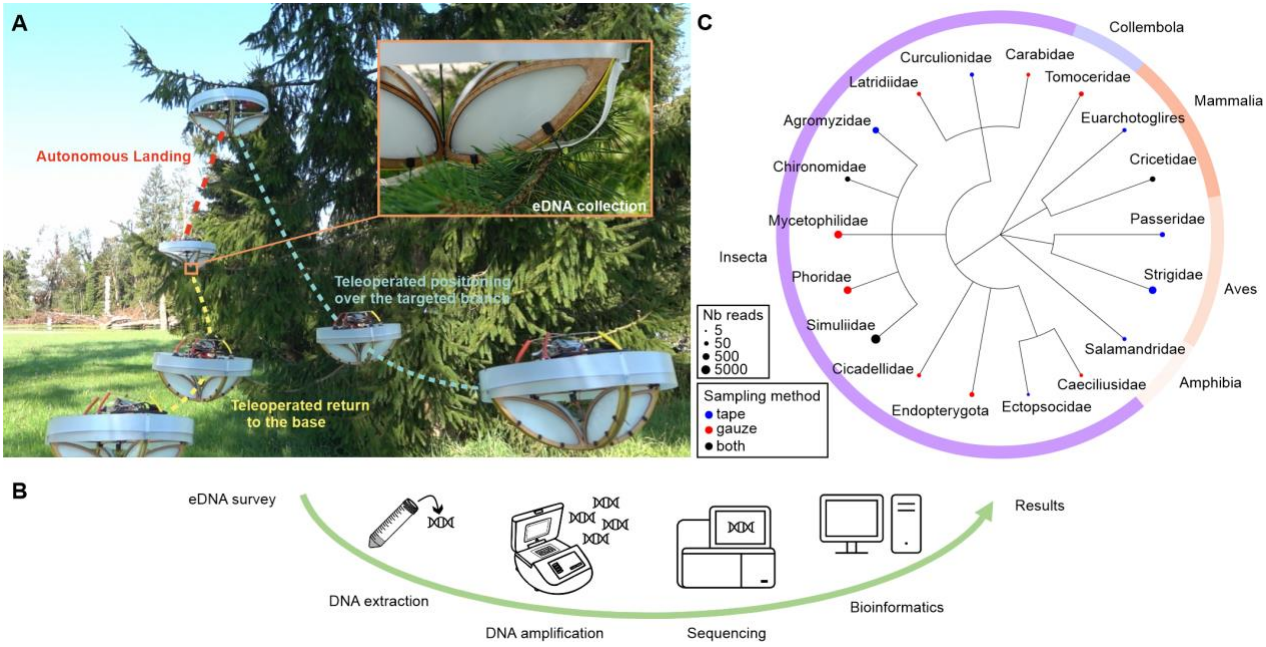 A
Autonomous Landing
eDNA collection
Teleoperated positioning
over the targeted branch
Teleoperated return
to the base
C
Collembola
Mammalia
Aves
Amphibia
Insecta
Curculionidae
Carabidae
Latridiidae
Tomoceridae
Agromyzidae
Euarchotoglires
Chironomidae
Cricetidae
Mycetophilidae
Passeridae
Phoridae
Strigidae
Simuliidae
Salamandridae
Cicadellidae
Caeciliusidae
Endopterygota
Ectopsocidae
Nb reads
5
50
500
5000
Sampling method
tape
gauze
both
B
eDNA survey
DNA extraction
DNA amplification
Sequencing
Bioinformatics
Results